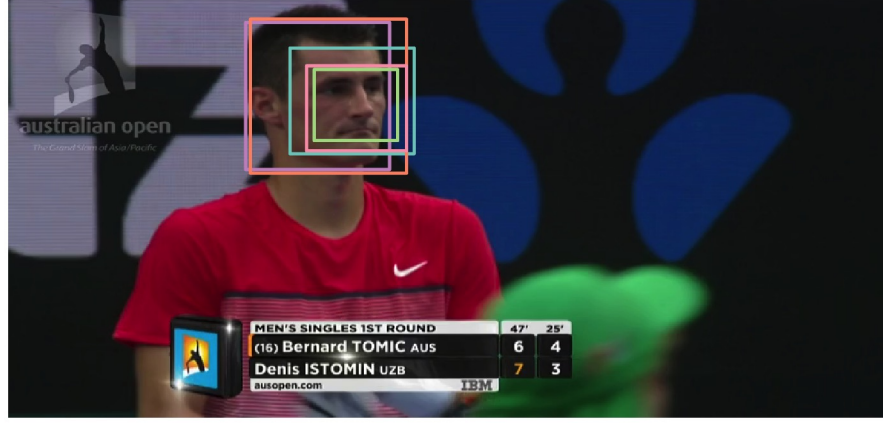 australian open
The Grand Slam of Asia/Pacific
MEN'S SINGLES 1ST ROUND 47' 25'
(16) Bernard TOMIC AUS 6 4
Denis ISTOMIN UZB 7 3
ausopen.com IBM